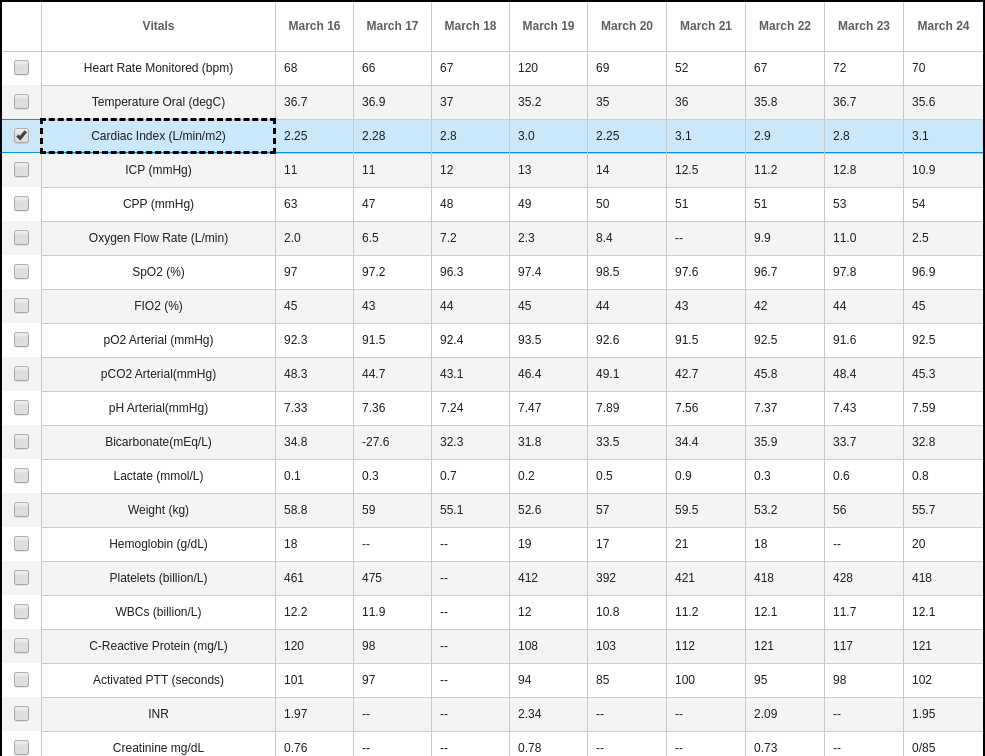 Vitals March 16 March 17 March 18 March 19 March 20 March 21 March 22 March 23 March 24
Heart Rate Monitored (bpm) 68 66 67 120 69 52 67 72 70
Temperature Oral (degC) 36.7 36.9 37 35.2 35 36 35.8 36.7 35.6
Cardiac Index (L/min/m2) 2.25 2.28 2.8 3.0 2.25 3.1 2.9 2.8 3.1
ICP (mmHg) 11 11 12 13 14 12.5 11.2 12.8 10.9
CPP (mmHg) 63 47 48 49 50 51 51 53 54
Oxygen Flow Rate (L/min) 2.0 6.5 7.2 2.3 8.4 -- 9.9 11.0 2.5
SpO2 (%) 97 97.2 96.3 97.4 98.5 97.6 96.7 97.8 96.9
FIO2 (%) 45 43 44 45 44 43 42 44 45
pO2 Arterial (mmHg) 92.3 91.5 92.4 93.5 92.6 91.5 92.5 91.6 92.5
pCO2 Arterial(mmHg) 48.3 44.7 43.1 46.4 49.1 42.7 45.8 48.4 45.3
pH Arterial(mmHg) 7.33 7.36 7.24 7.47 7.89 7.56 7.37 7.43 7.59
Bicarbonate(mEq/L) 34.8 -27.6 32.3 31.8 33.5 34.4 35.9 33.7 32.8
Lactate (mmol/L) 0.1 0.3 0.7 0.2 0.5 0.9 0.3 0.6 0.8
Weight (kg) 58.8 59 55.1 52.6 57 59.5 53.2 56 55.7
Hemoglobin (g/dL) 18 -- -- 19 17 21 18 -- 20
Platelets (billion/L) 461 475 -- 412 392 421 418 428 418
WBCs (billion/L) 12.2 11.9 -- 12 10.8 11.2 12.1 11.7 12.1
C-Reactive Protein (mg/L) 120 98 -- 108 103 112 121 117 121
Activated PTT (seconds) 101 97 -- 94 85 100 95 98 102
INR 1.97 -- -- 2.34 -- -- 2.09 -- 1.95
Creatinine mg/dL 0.76 -- -- 0.78 -- -- 0.73 -- 0/85